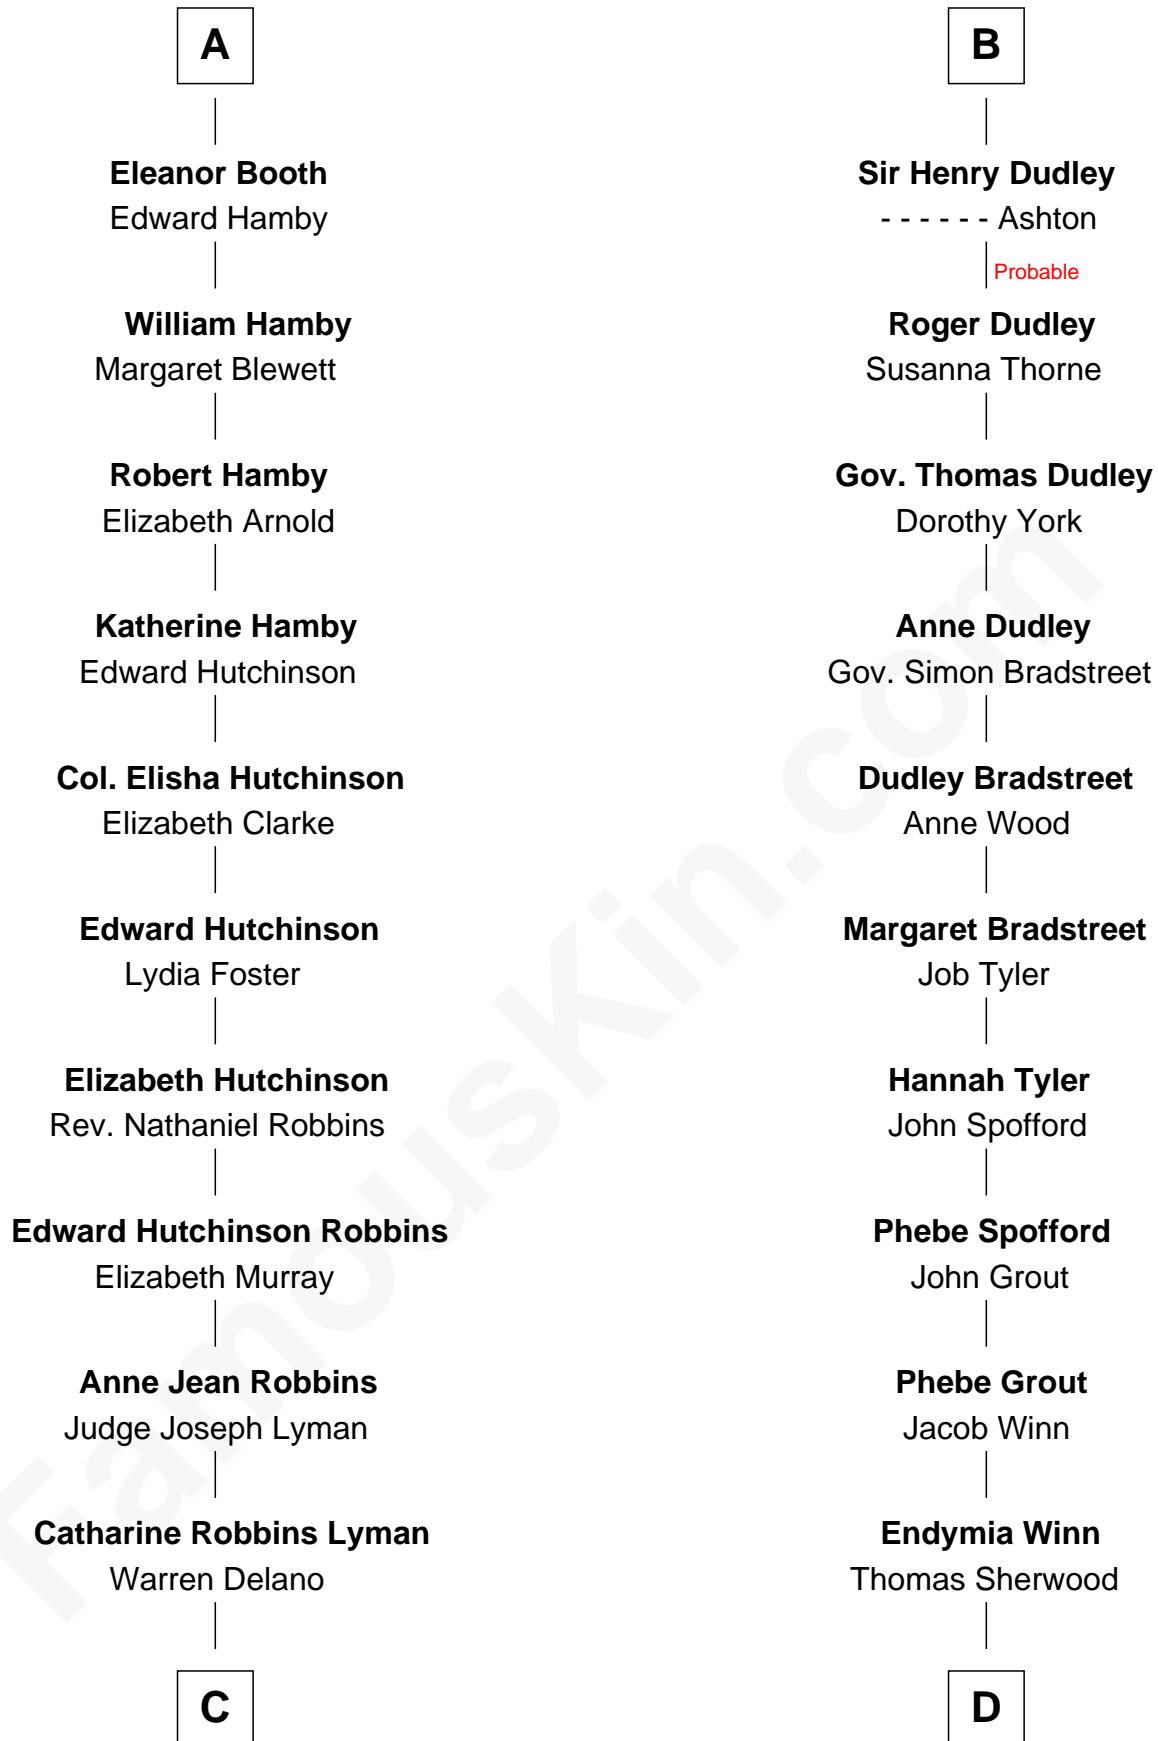 A
Eleanor Booth
Edward Hamby
William Hamby
Margaret Blewett
Robert Hamby
Elizabeth Arnold
Katherine Hamby
Edward Hutchinson
Col. Elisha Hutchinson
Elizabeth Clarke
Edward Hutchinson
Lydia Foster
Elizabeth Hutchinson
Rev. Nathaniel Robbins
Edward Hutchinson Robbins
Elizabeth Murray
Anne Jean Robbins
Judge Joseph Lyman
Catharine Robbins Lyman
Warren Delano
C
B
Sir Henry Dudley
- - - - - - Ashton
Probable
Roger Dudley
Susanna Thorne
Gov. Thomas Dudley
Dorothy York
Anne Dudley
Gov. Simon Bradstreet
Dudley Bradstreet
Anne Wood
Margaret Bradstreet
Job Tyler
Hannah Tyler
John Spofford
Phebe Spofford
John Grout
Phebe Grout
Jacob Winn
Endymia Winn
Thomas Sherwood
D
FamousKin.com